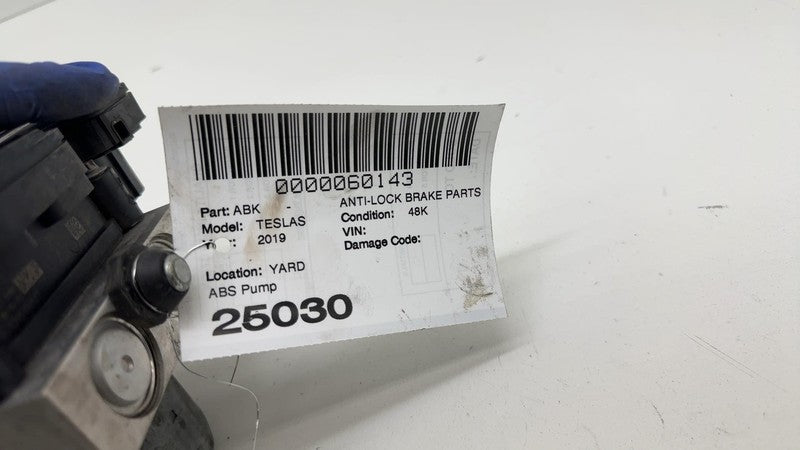 0000060143
Part: ABK - ANTI-LOCK BRAKE PARTS
Model: TESLAS Condition: 48K
2019 VIN:
Damage Code:
Location: YARD
ABS Pump
25030